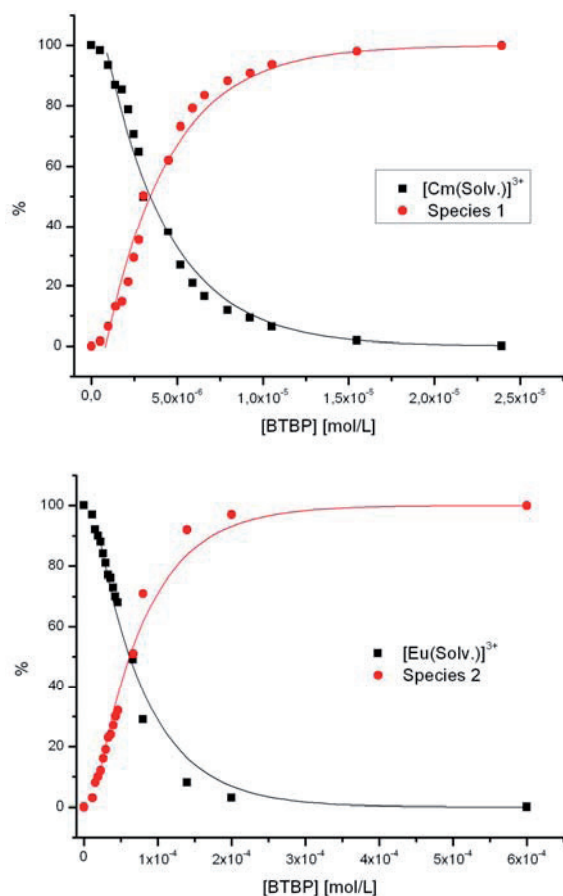 100
80
60
40
20
0
%
[Cm(Solv.)]³⁺
Species 1
0,0 5,0x10⁻⁶ 1,0x10⁻⁵ 1,5x10⁻⁵ 2,0x10⁻⁵ 2,5x10⁻⁵
[BTBP] [mol/L]
100
80
60
40
20
0
%
[Eu(Solv.)]³⁺
Species 2
0 1x10⁻⁴ 2x10⁻⁴ 3x10⁻⁴ 4x10⁻⁴ 5x10⁻⁴ 6x10⁻⁴
[BTBP] [mol/L]